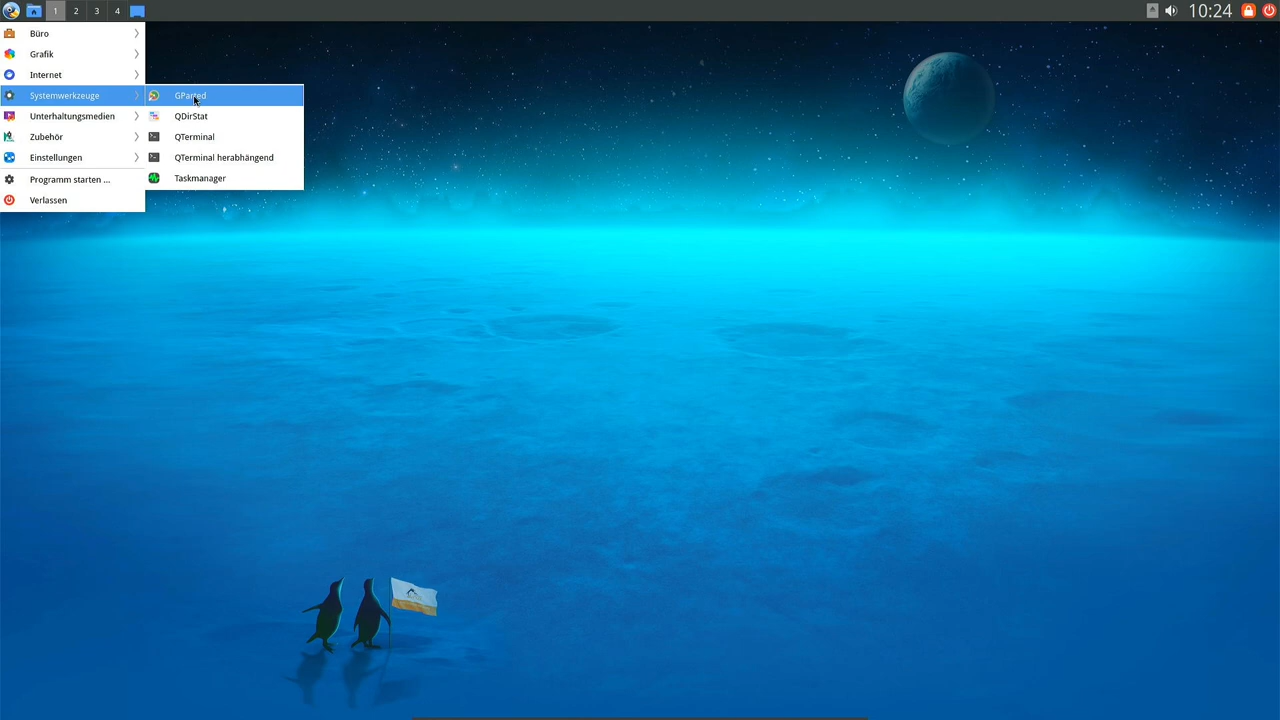 1 2 3 4 10:24
Büro
Grafik
Internet
Systemwerkzeuge
Unterhaltungsmedien
Zubehör
Einstellungen
Programm starten ...
Verlassen
GParted
QDirStat
QTerminal
QTerminal herabhängend
Taskmanager